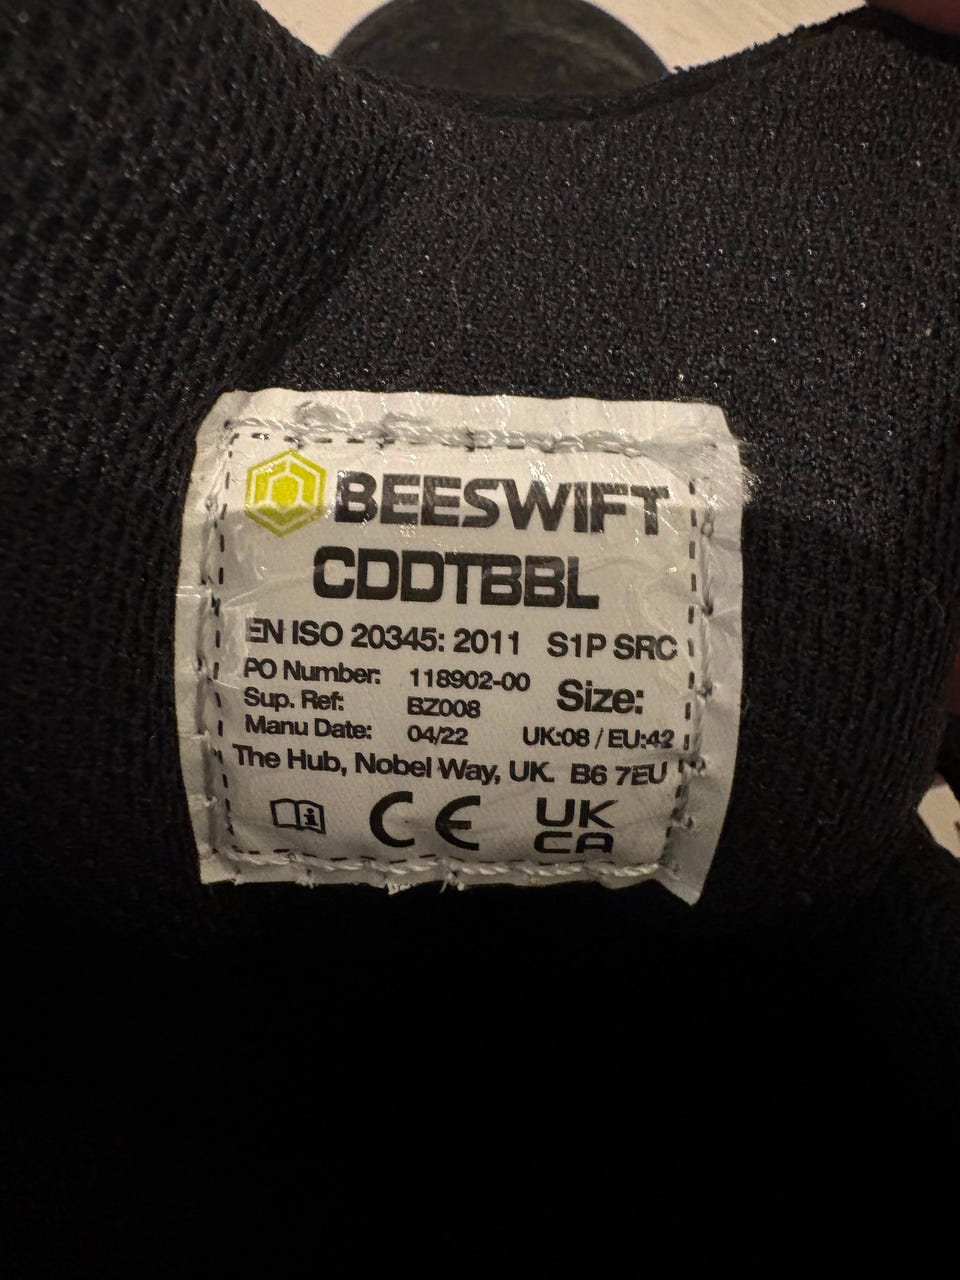 BEESWIFT
CDDTBBL
EN ISO 20345: 2011 S1P SRC
PO Number: 118902-00
Sup. Ref: BZ008
Size:
Manu Date: 04/22 UK:08 / EU:42
The Hub, Nobel Way, UK. B6 7EU
i CE UK
CA